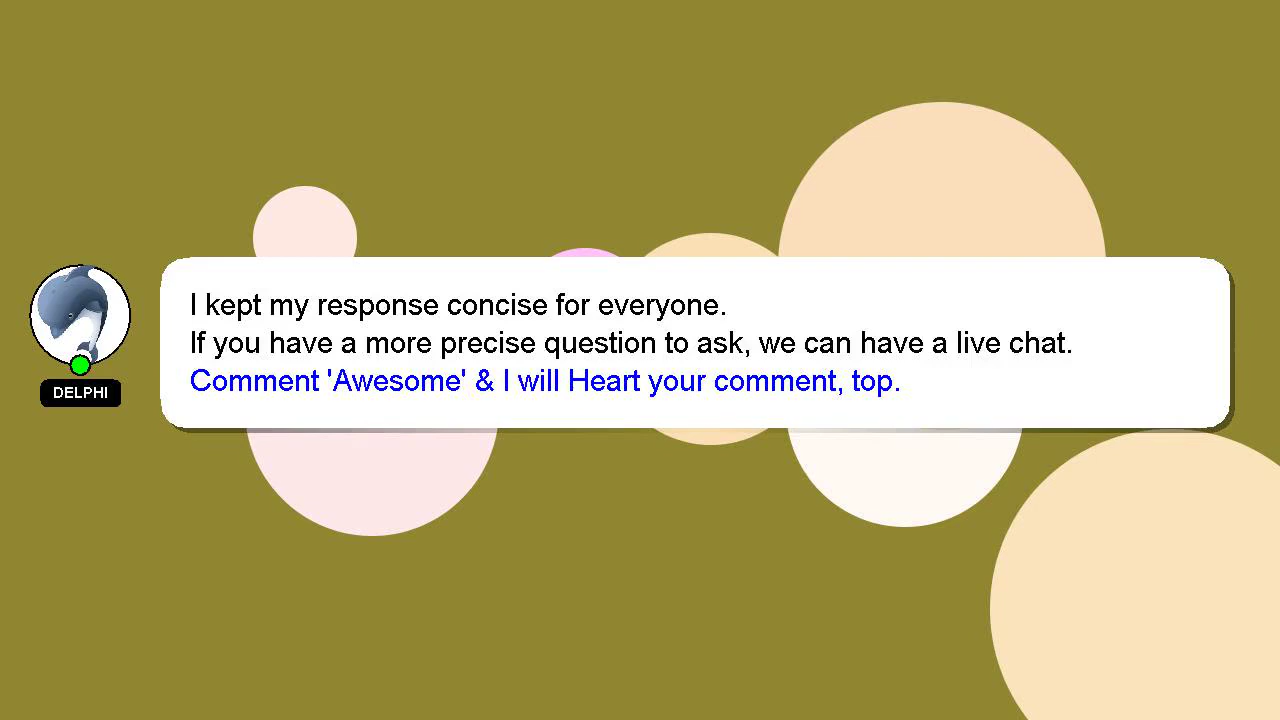 I kept my response concise for everyone.
If you have a more precise question to ask, we can have a live chat.
Comment 'Awesome' & I will Heart your comment, top.
DELPHI